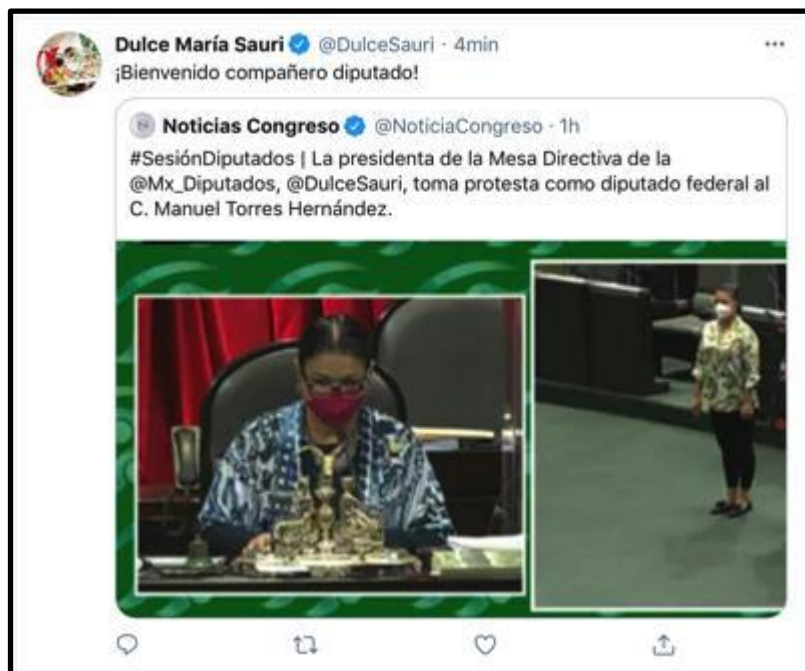 Dulce María Sauri @DulceSauri · 4min
¡Bienvenido compañero diputado!
Noticias Congreso @NoticiaCongreso · 1h
#SesiónDiputados | La presidenta de la Mesa Directiva de la
@Mx_Diputados, @DulceSauri, toma protesta como diputado federal al
C. Manuel Torres Hernández.